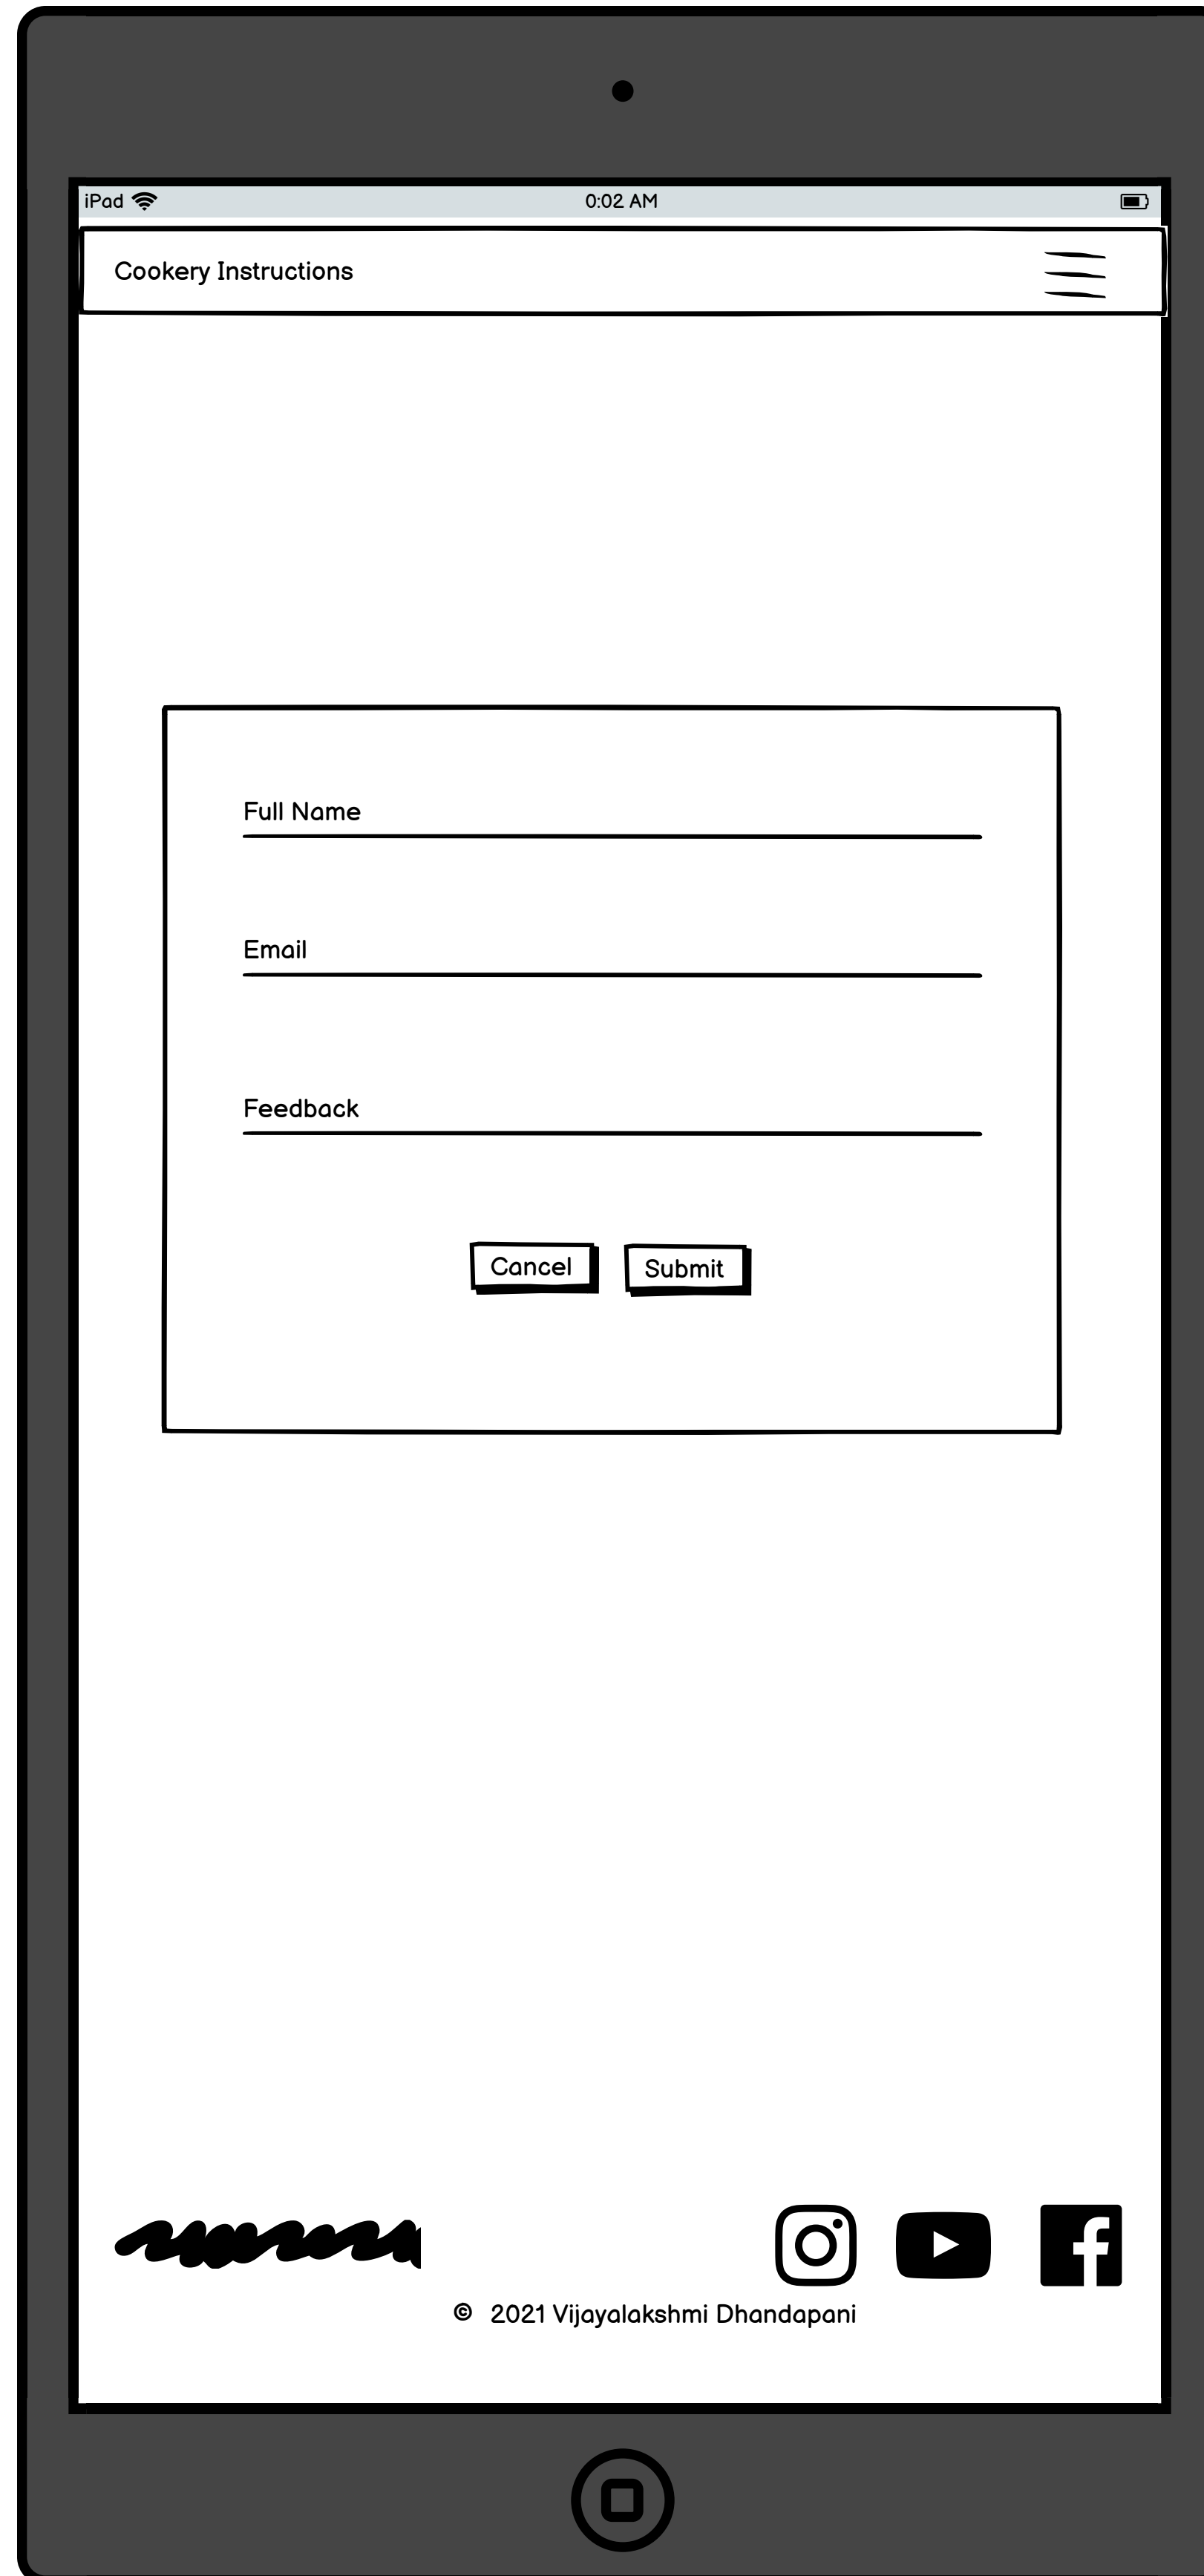 iPad 0:02 AM
Cookery Instructions
Full Name
Email
Feedback
Cancel Submit
© 2021 Vijayalakshmi Dhandapani